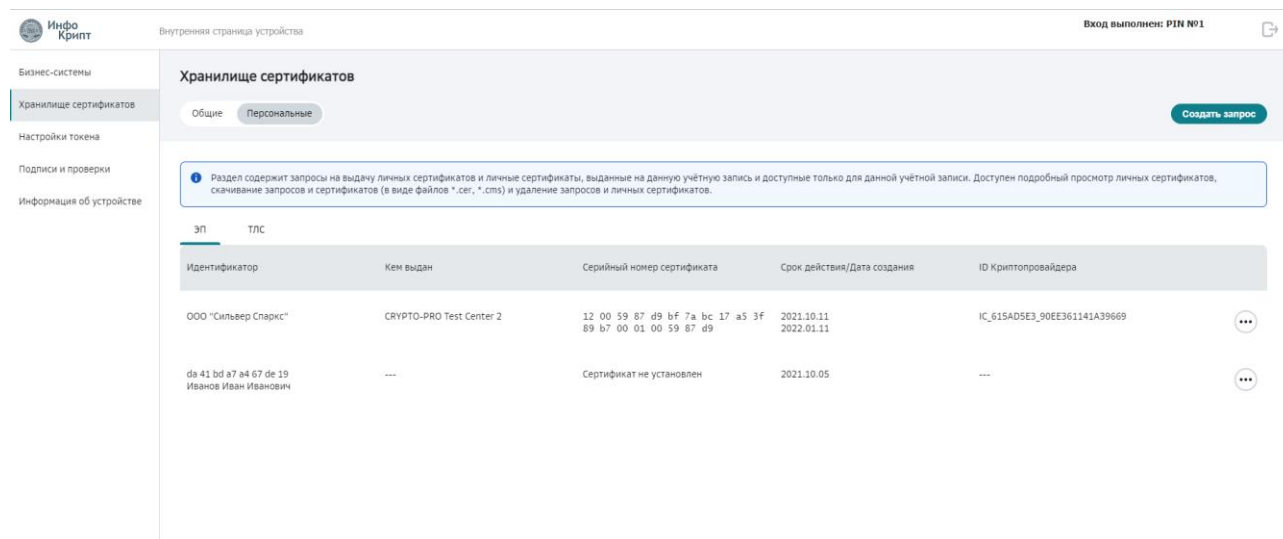 Инфо
Крипт
Внутренняя страница устройства
Вход выполнен: PIN №1
Бизнес-системы
Хранилище сертификатов
Настройки токена
Подписи и проверки
Информация об устройстве
Хранилище сертификатов
Общие Персональные
Создать запрос
Раздел содержит запросы на выдачу личных сертификатов и личные сертификаты, выданные на данную учётную запись и доступные только для данной учётной записи. Доступен подробный просмотр личных сертификатов,
скачивание запросов и сертификатов (в виде файлов *.cer, *.cms) и удаление запросов и личных сертификатов.
ЭП ТЛС
Идентификатор Кем выдан Серийный номер сертификата Срок действия/Дата создания ID Криптопровайдера
ООО "Сильвер Спаркс" CRYPTO-PRO Test Center 2 12 00 59 87 d9 bf 7a bc 17 a5 3f 2021.10.11 IC_615AD5E3_90EE361141A39669
89 b7 00 01 00 59 87 d9 2022.01.11
da 41 bd a7 a4 67 de 19 --- Сертификат не установлен 2021.10.05 ---
Иванов Иван Иванович